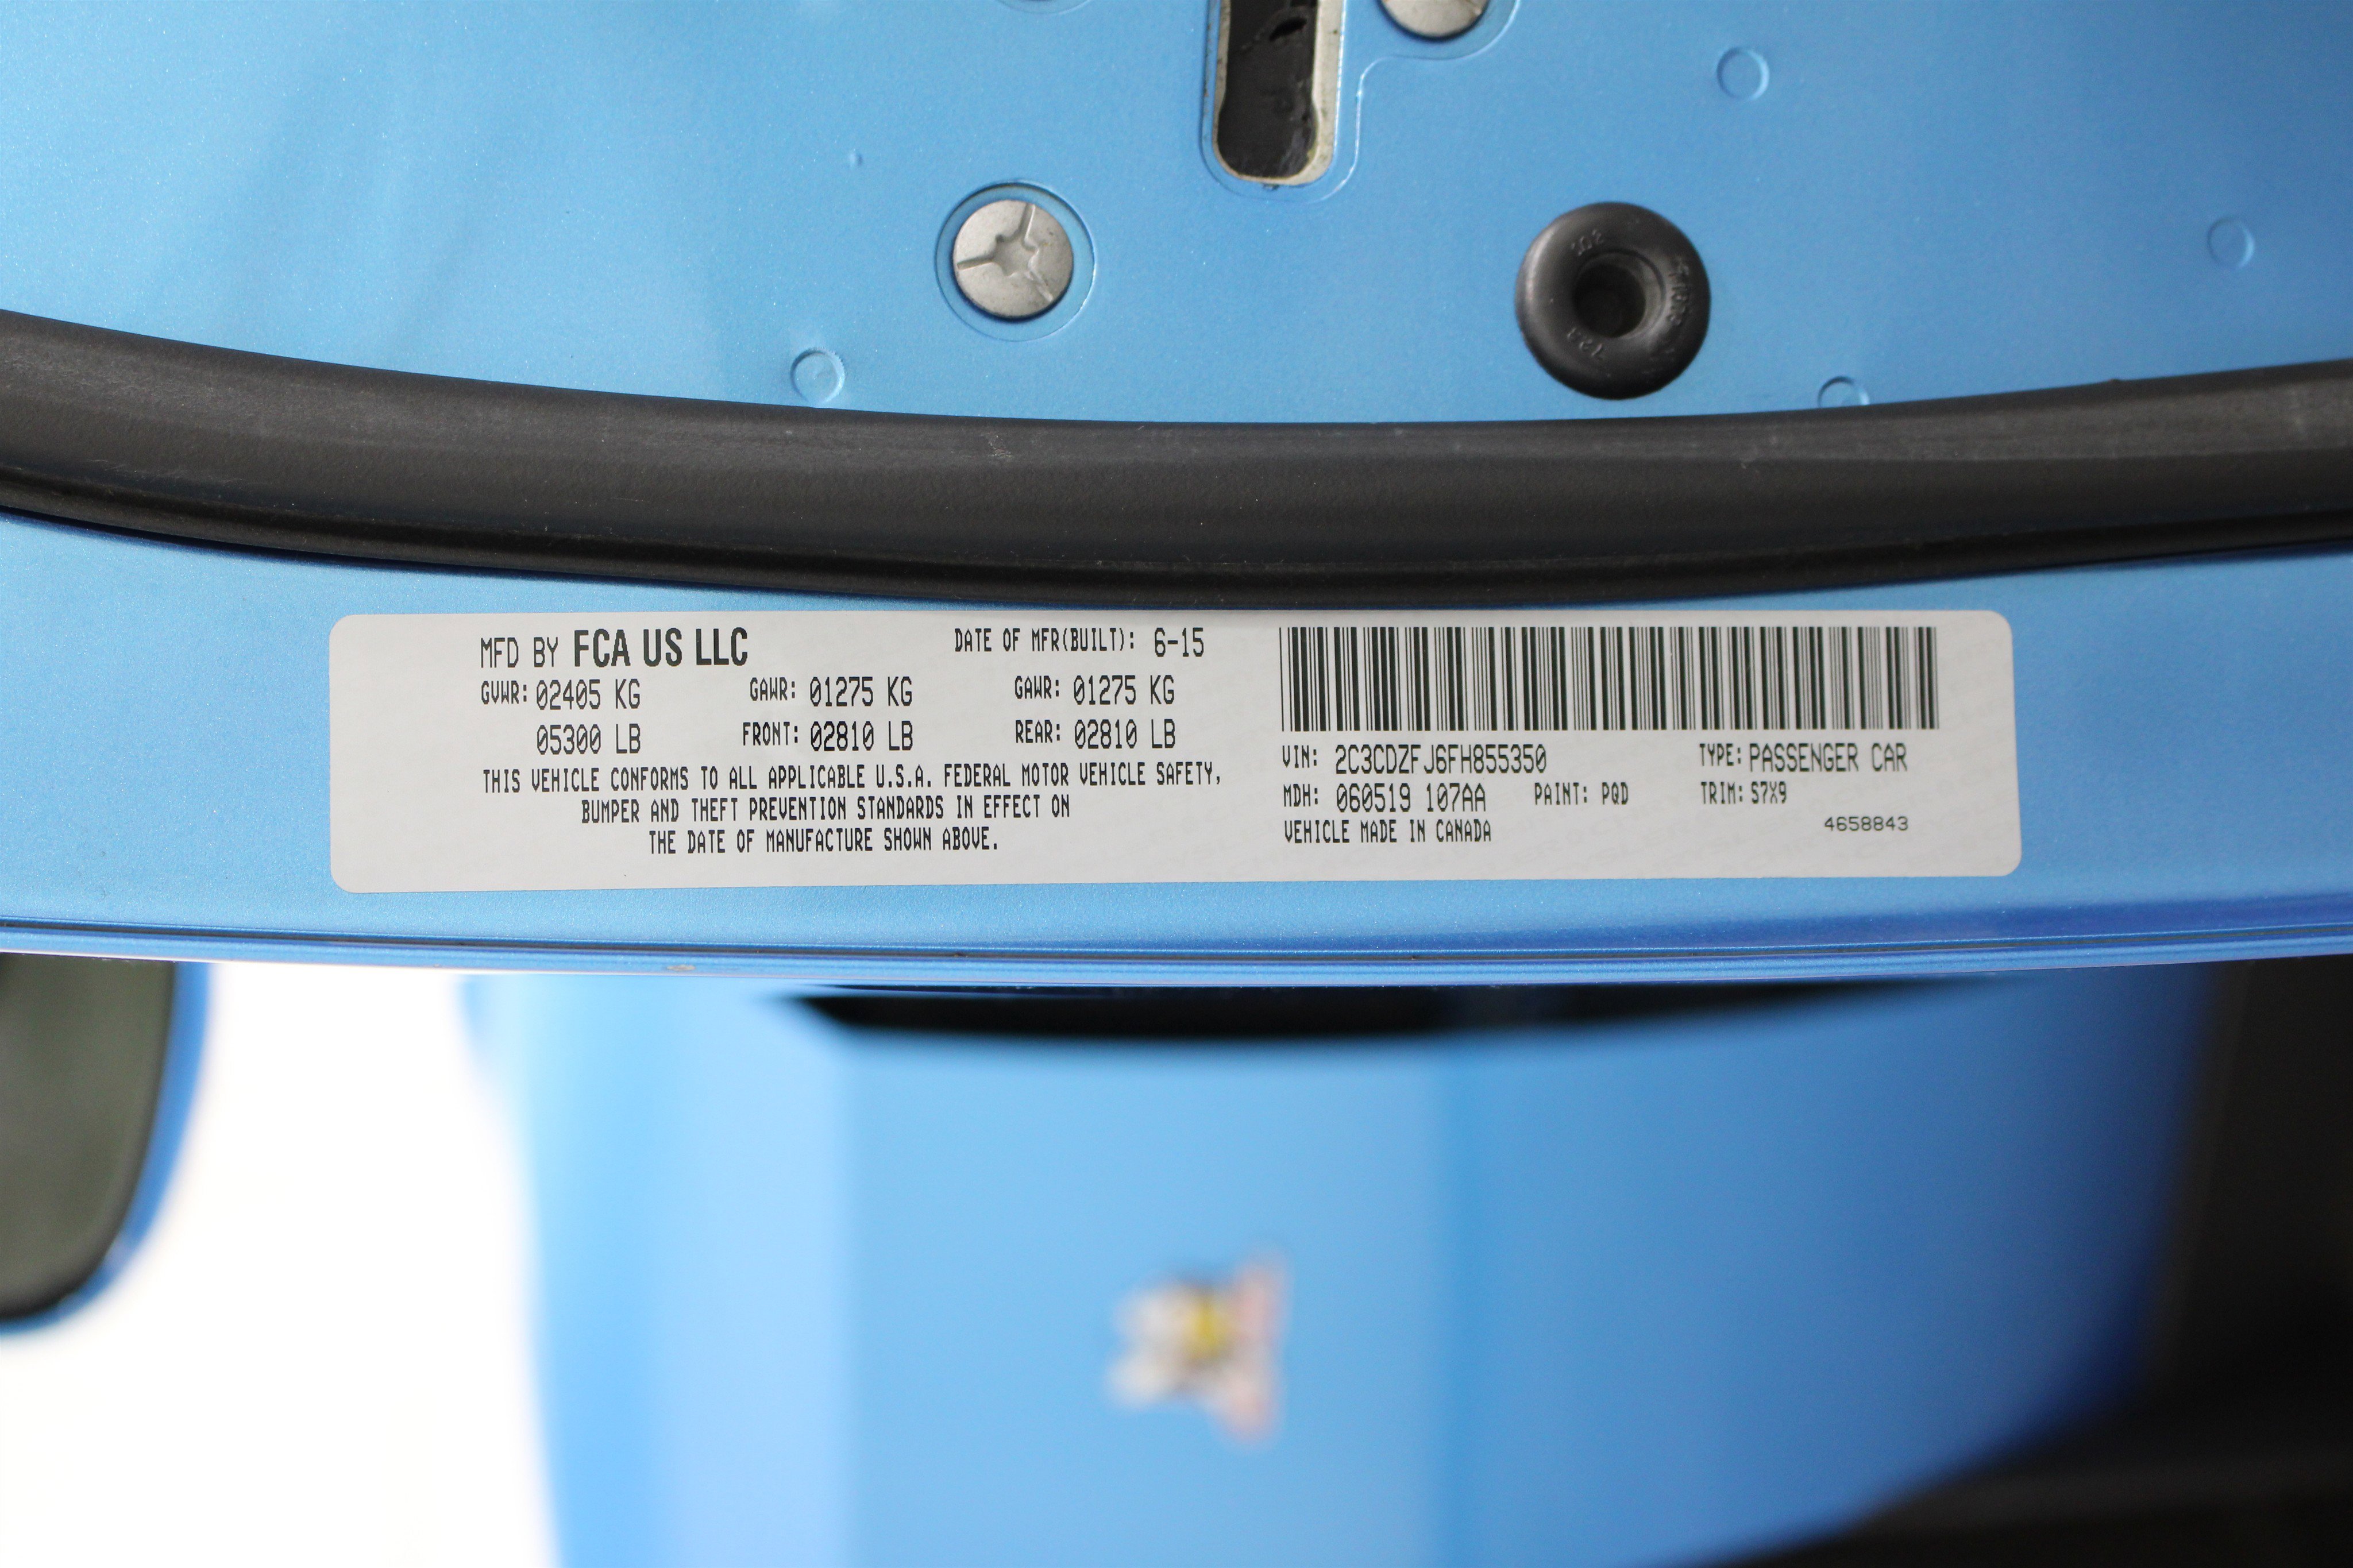 MFD BY FCA US LLC DATE OF MFR(BUILT): 6-15
GVWR: 02405 KG GAWR: 01275 KG GAWR: 01275 KG
05300 LB FRONT: 02810 LB REAR: 02810 LB
THIS VEHICLE CONFORMS TO ALL APPLICABLE U.S.A. FEDERAL MOTOR VEHICLE SAFETY,
BUMPER AND THEFT PREVENTION STANDARDS IN EFFECT ON
THE DATE OF MANUFACTURE SHOWN ABOVE.
VIN: 2C3CDZFJ6FH855350 TYPE: PASSENGER CAR
MDH: 060519 107AA PAINT: PQD TRIM: S7X9
VEHICLE MADE IN CANADA 4658843